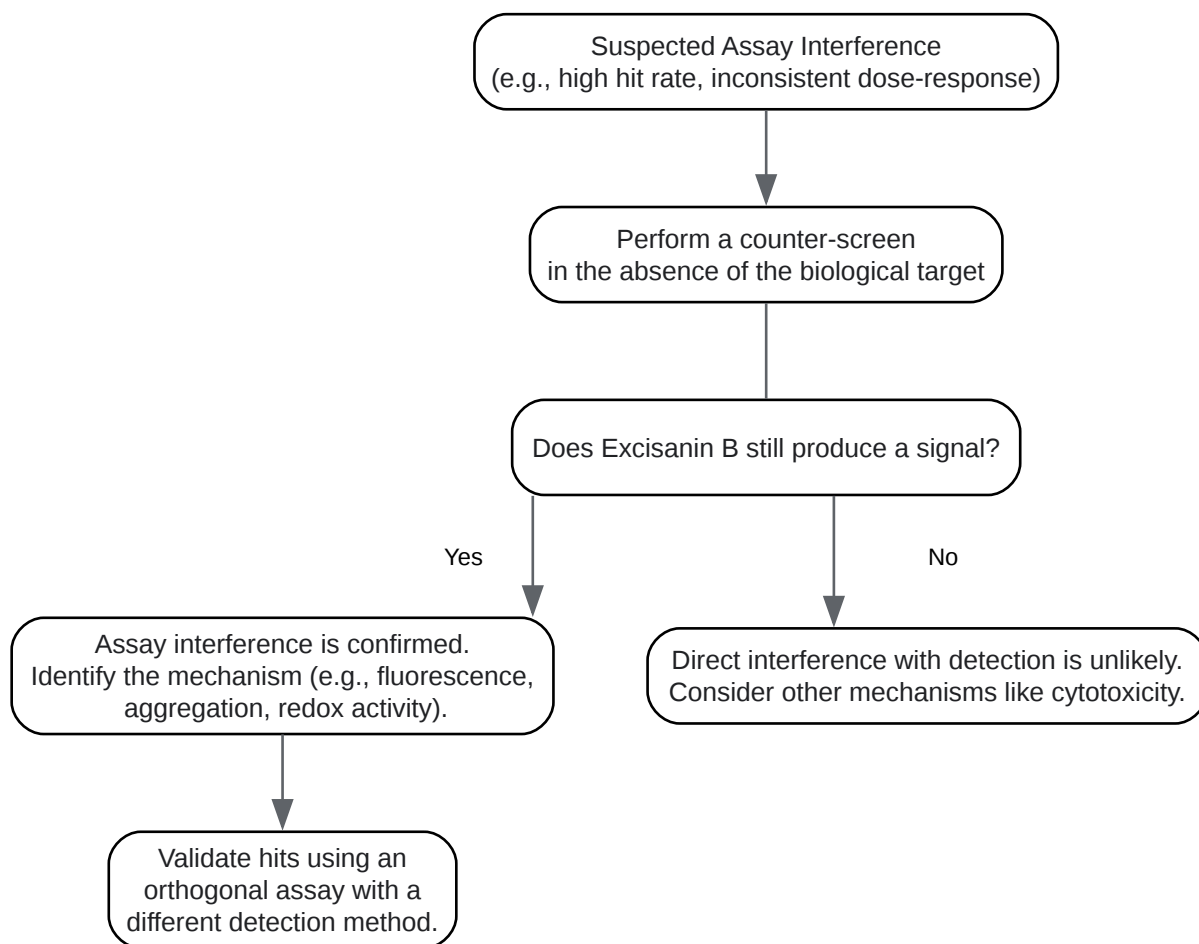 Suspected Assay Interference
(e.g., high hit rate, inconsistent dose-response)
Perform a counter-screen
in the absence of the biological target
Does Excisanin B still produce a signal?
Yes
No
Assay interference is confirmed.
Identify the mechanism (e.g., fluorescence,
aggregation, redox activity).
Direct interference with detection is unlikely.
Consider other mechanisms like cytotoxicity.
Validate hits using an
orthogonal assay with a
different detection method.